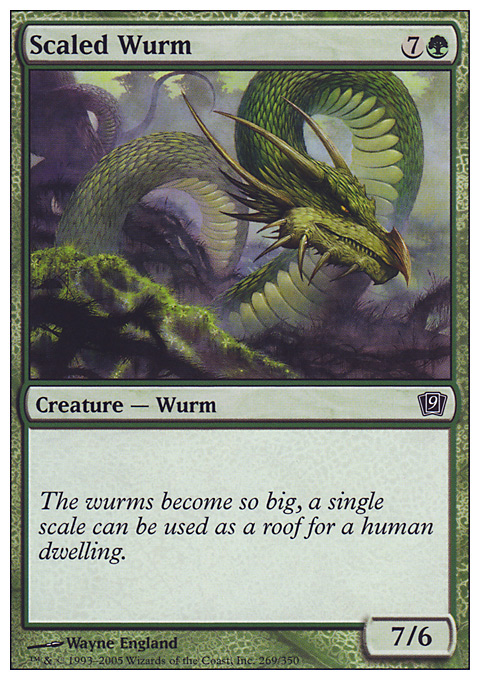 Scaled Wurm 7
Creature — Wurm 9
The wurms become so big, a single
scale can be used as a roof for a human
dwelling.
Wayne England
7/6
™ & © 1993–2005 Wizards of the Coast, Inc. 269/350